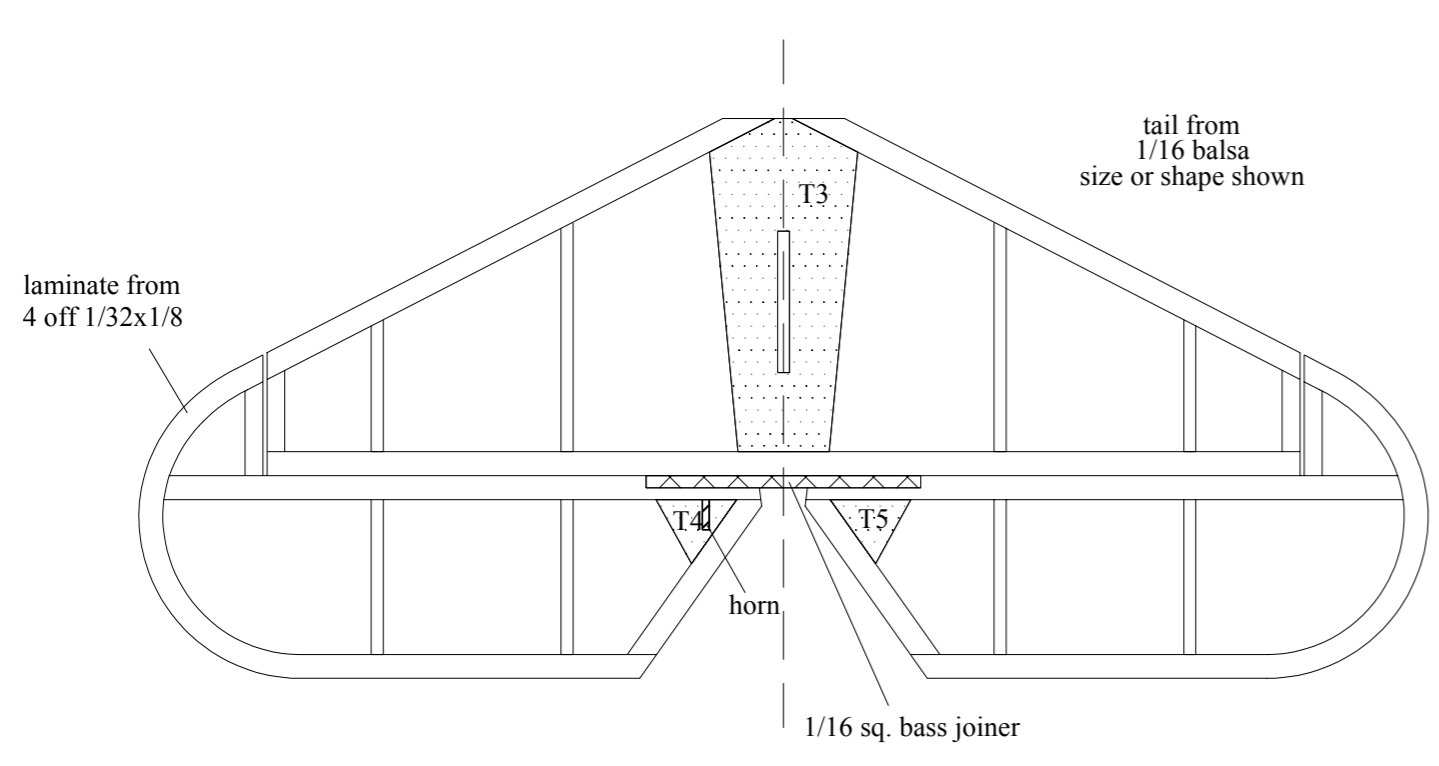 tail from
1/16 balsa
size or shape shown
T3
laminate from
4 off 1/32x1/8
T4
T5
horn
1/16 sq. bass joiner